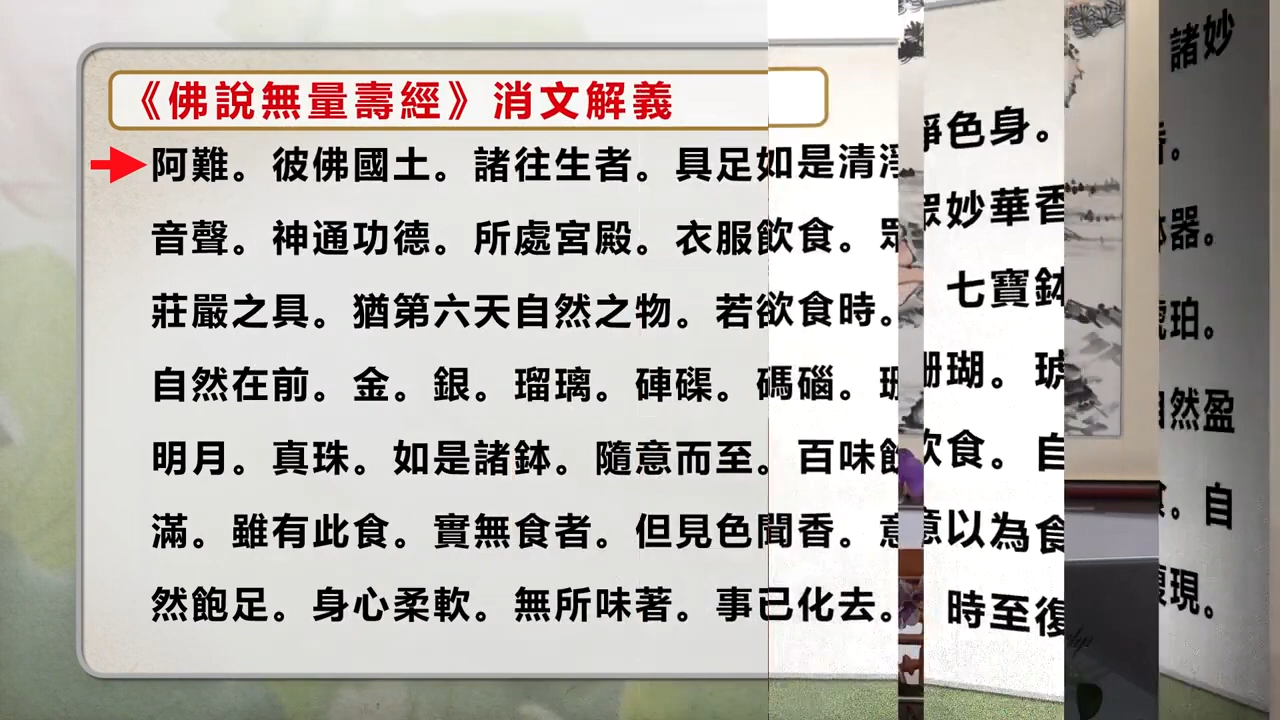 《佛說無量壽經》消文解義
阿難。彼佛國土。諸往生者。具足如是清淨色身。諸妙
音聲。神通功德。所處宮殿。衣服飲食。眾妙華香。
莊嚴之具。猶第六天自然之物。若欲食時。七寶鉢器。
自然在前。金。銀。瑠璃。硨磲。碼碯。珊瑚。琥珀。
明月。真珠。如是諸鉢。隨意而至。百味飲食。自然盈
滿。雖有此食。實無食者。但見色聞香。意以為食。自
然飽足。身心柔軟。無所味著。事已化去。時至復現。